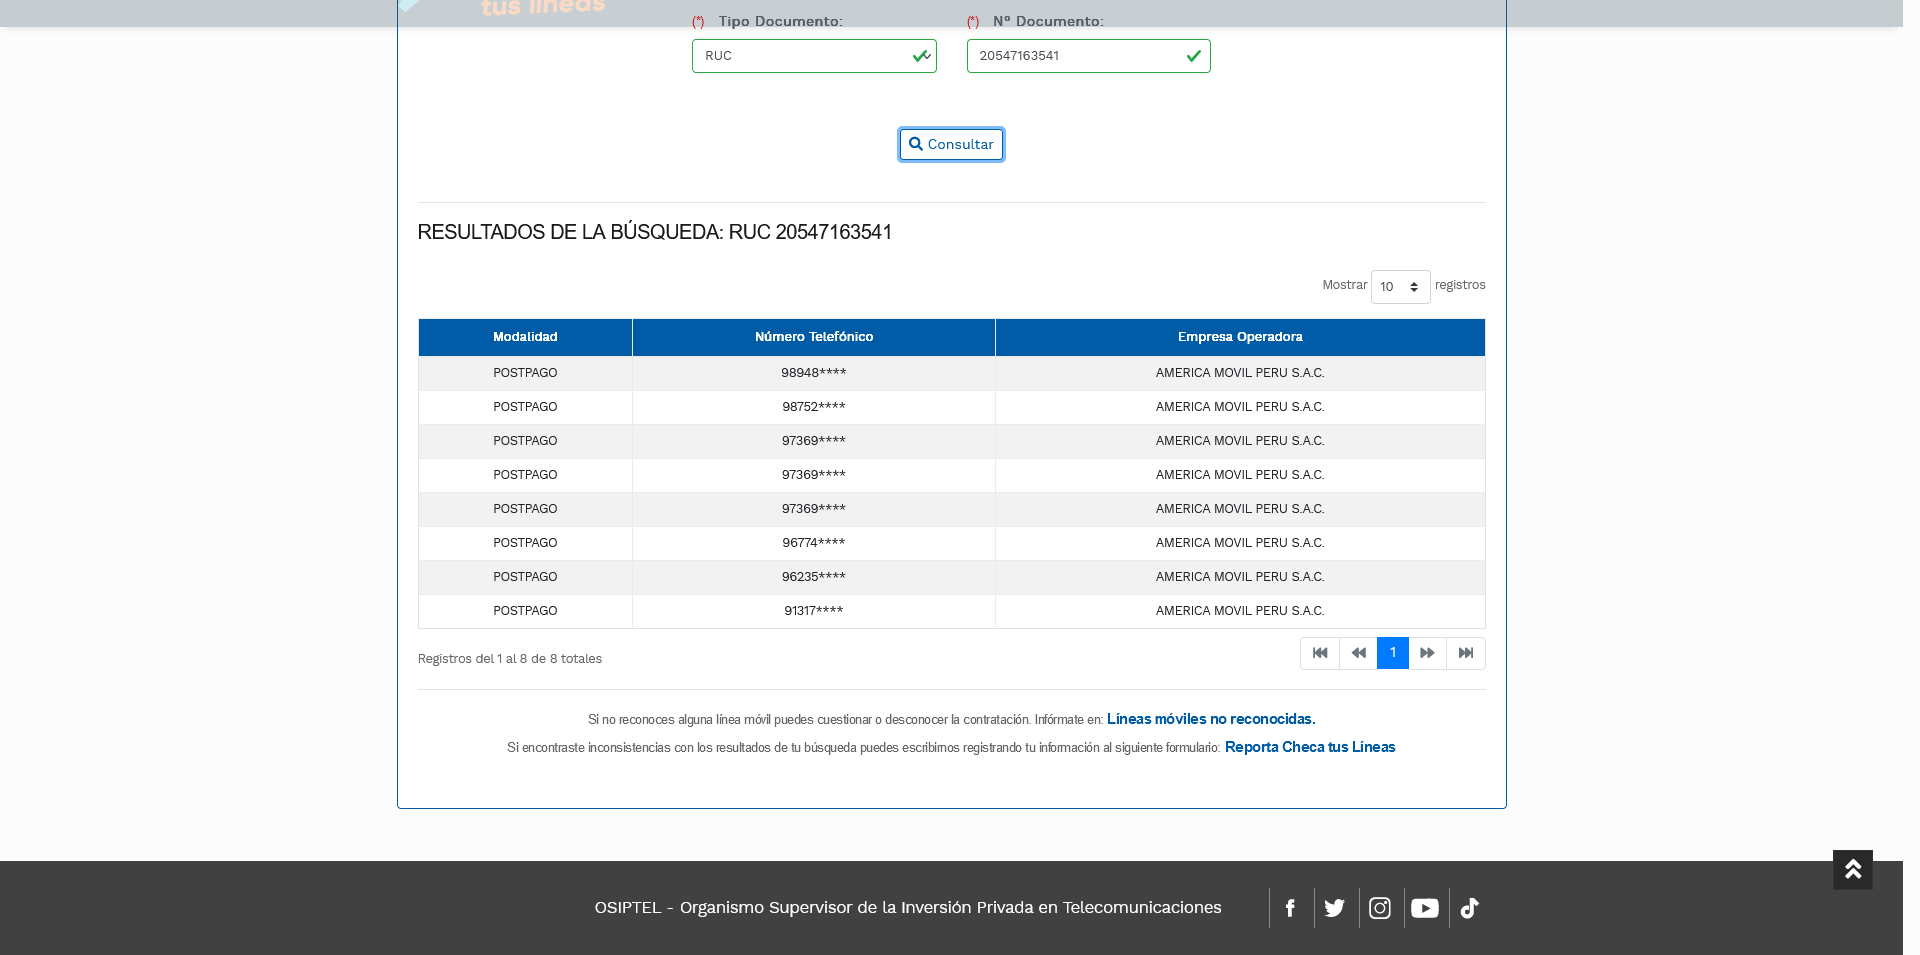 tus líneas
(*) Tipo Documento: (*) N° Documento:
RUC 20547163541
Consultar
RESULTADOS DE LA BÚSQUEDA: RUC 20547163541
Mostrar 10 registros
Modalidad Número Telefónico Empresa Operadora
POSTPAGO 98948**** AMERICA MOVIL PERU S.A.C.
POSTPAGO 98752**** AMERICA MOVIL PERU S.A.C.
POSTPAGO 97369**** AMERICA MOVIL PERU S.A.C.
POSTPAGO 97369**** AMERICA MOVIL PERU S.A.C.
POSTPAGO 97369**** AMERICA MOVIL PERU S.A.C.
POSTPAGO 96774**** AMERICA MOVIL PERU S.A.C.
POSTPAGO 96235**** AMERICA MOVIL PERU S.A.C.
POSTPAGO 91317**** AMERICA MOVIL PERU S.A.C.
Registros del 1 al 8 de 8 totales 1
Si no reconoces alguna línea móvil puedes cuestionar o desconocer la contratación. Infórmate en: Líneas móviles no reconocidas.
Si encontraste inconsistencias con los resultados de tu búsqueda puedes escribirnos registrando tu información al siguiente formulario: Reporta Checa tus Líneas
OSIPTEL - Organismo Supervisor de la Inversión Privada en Telecomunicaciones